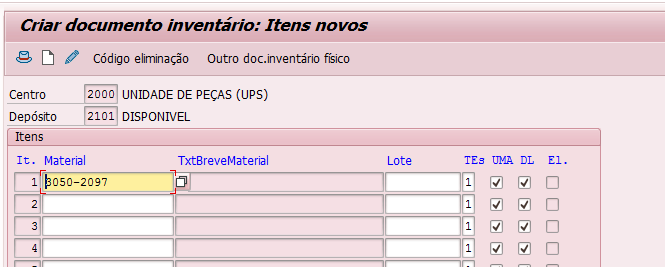 Criar documento inventário: Itens novos
Código eliminação Outro doc.inventário físico
Centro 2000 UNIDADE DE PEÇAS (UPS)
Depósito 2101 DISPONIVEL
Itens
It. Material TxtBreveMaterial Lote TEs UMA DL El.
1 3050-2097 1
2 1
3 1
4 1